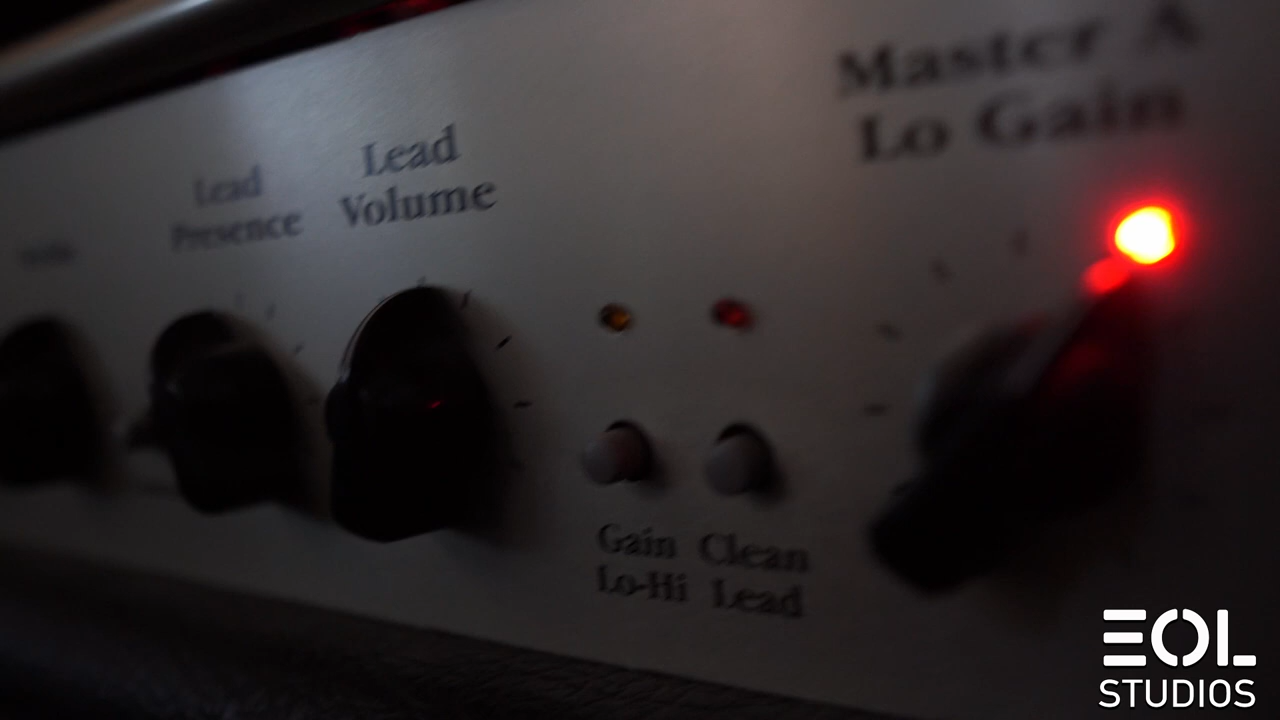 Lead
Presence
Lead
Volume
Gain Clean
Lo-Hi Lead
Master A
Lo Gain
EOL
STUDIOS